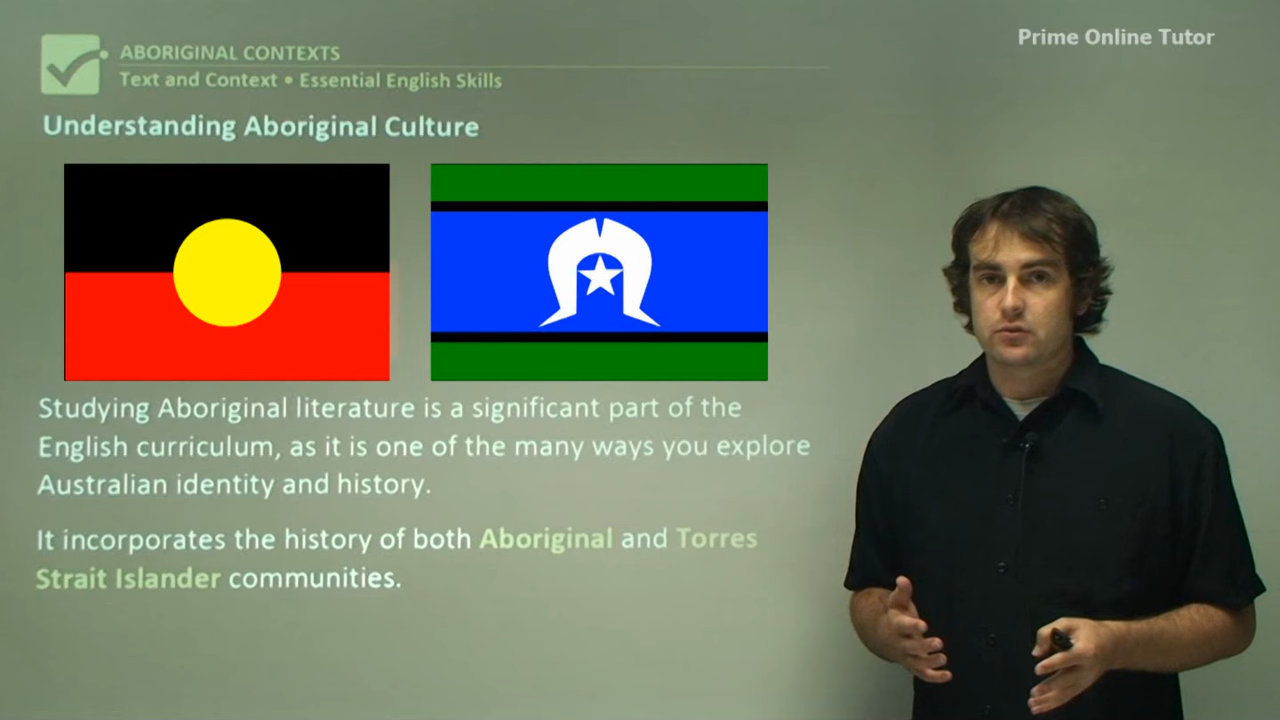 Prime Online Tutor
ABORIGINAL CONTEXTS
Text and Context • Essential English Skills
Understanding Aboriginal Culture
Studying Aboriginal literature is a significant part of the
English curriculum, as it is one of the many ways you explore
Australian identity and history.
It incorporates the history of both Aboriginal and Torres
Strait Islander communities.